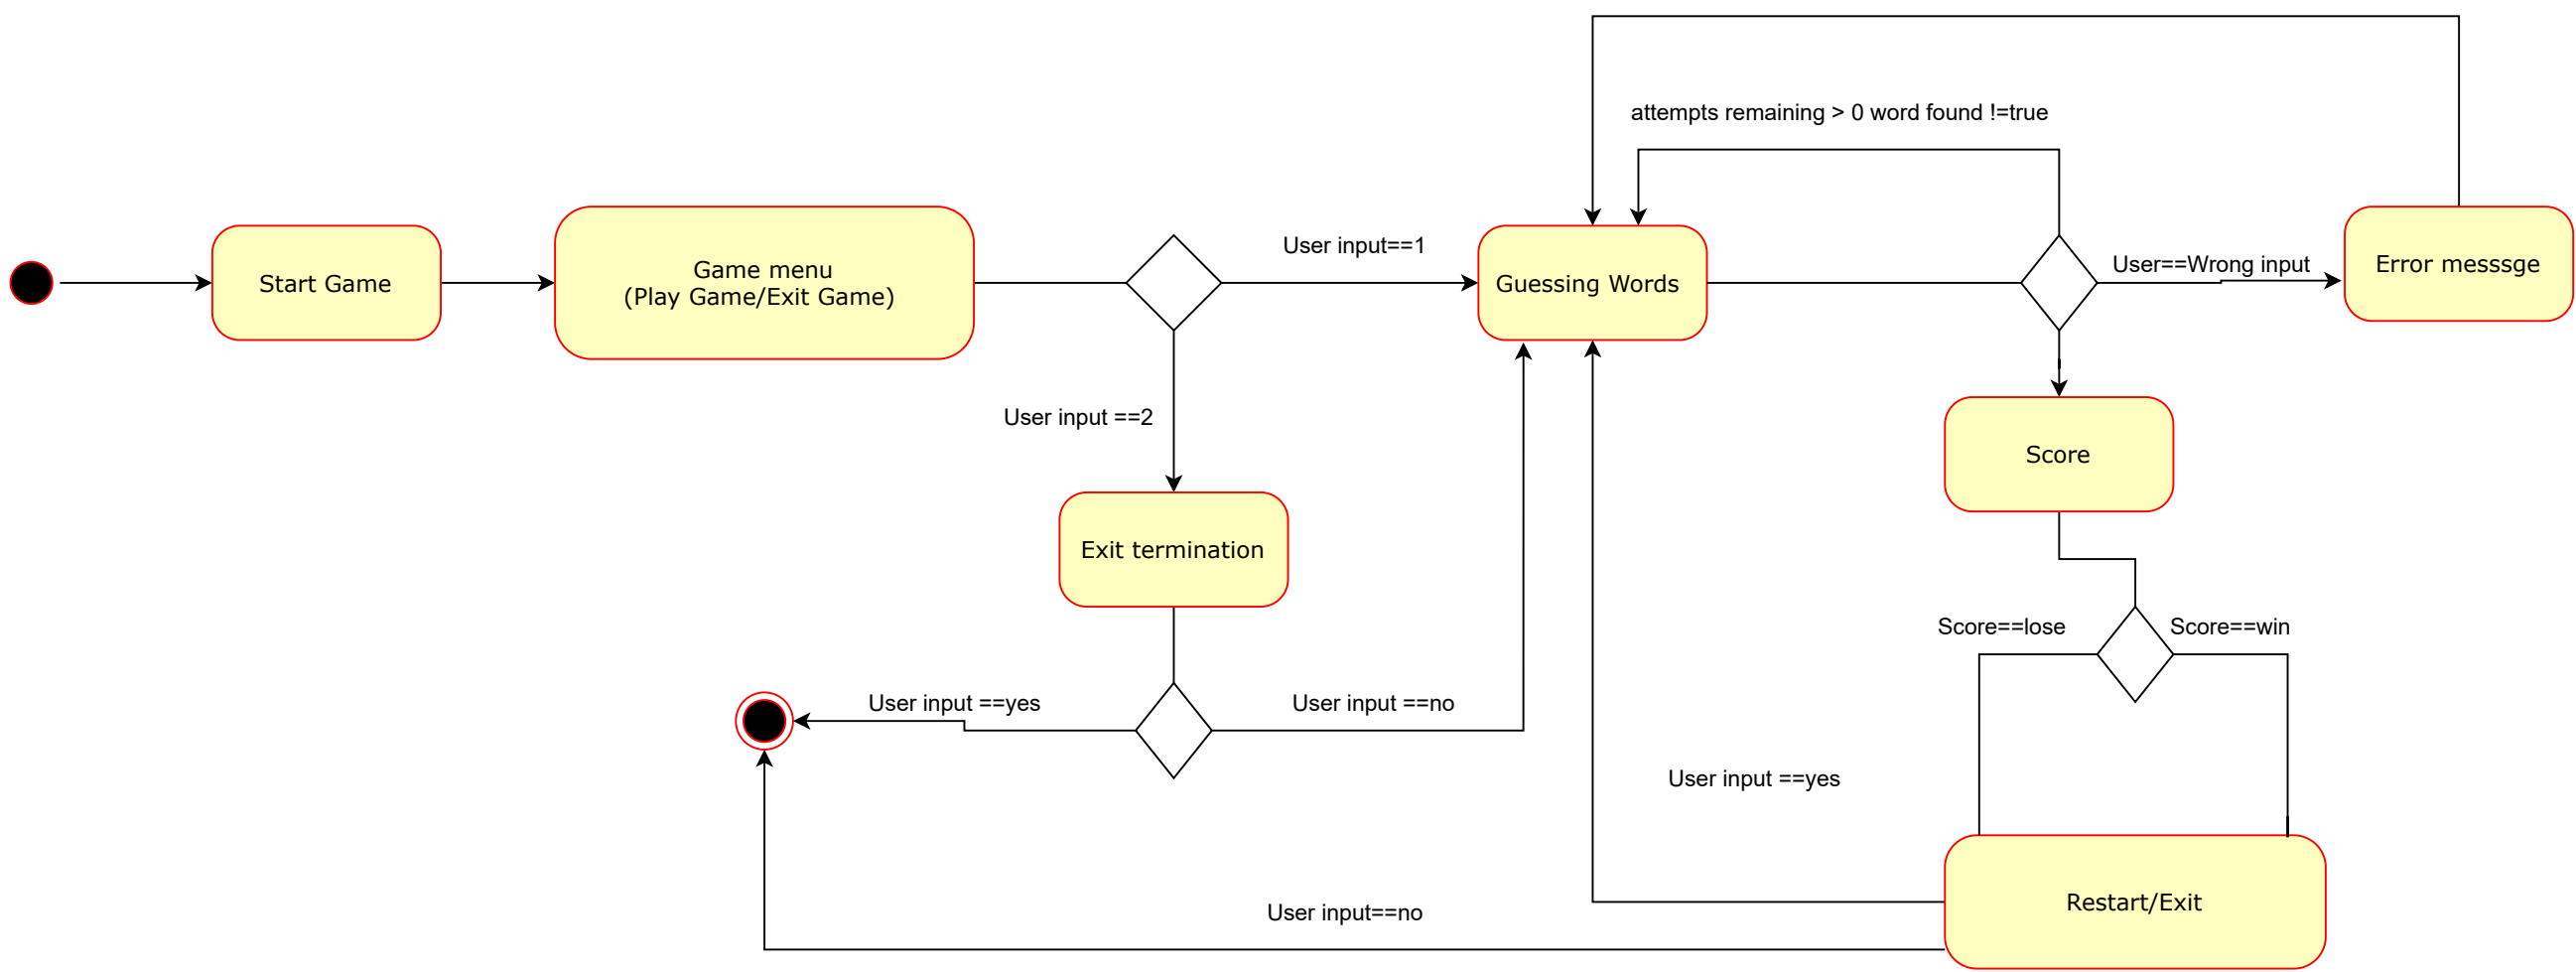 attempts remaining > 0 word found !=true
User input==1
User==Wrong input
Error messsge
Start Game
Game menu
(Play Game/Exit Game)
Guessing Words
User input ==2
Score
Exit termination
Score==lose
Score==win
User input ==yes
User input ==no
User input ==yes
Restart/Exit
User input==no